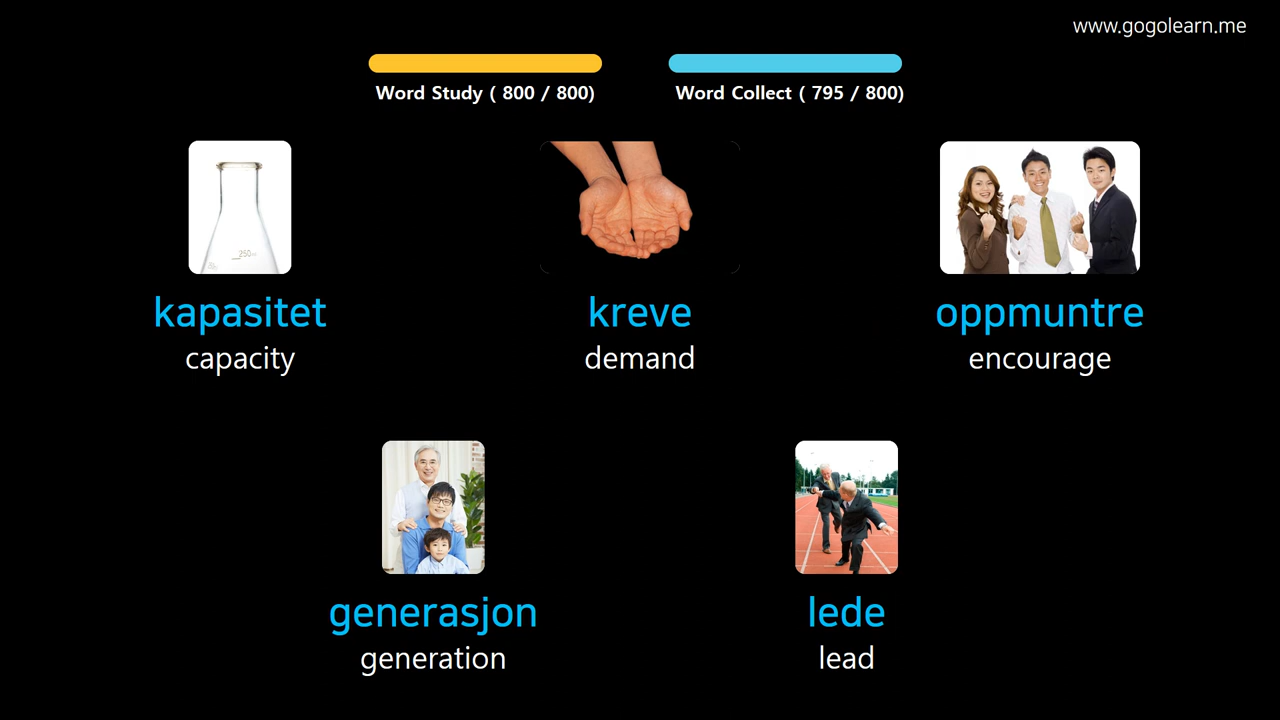 www.gogolearn.me
Word Study ( 800 / 800)
Word Collect ( 795 / 800)
250
kapasitet
capacity
kreve
demand
oppmuntre
encourage
generasjon
generation
lede
lead